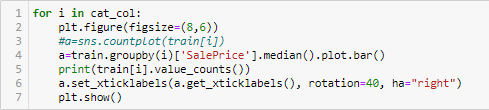 1 for i in cat_col:
2     plt.figure(figsize=(8,6))
3     #a=sns.countplot(train[i])
4     a=train.groupby(i)['SalePrice'].median().plot.bar()
5     print(train[i].value_counts())
6     a.set_xticklabels(a.get_xticklabels(), rotation=40, ha="right")
7     plt.show()